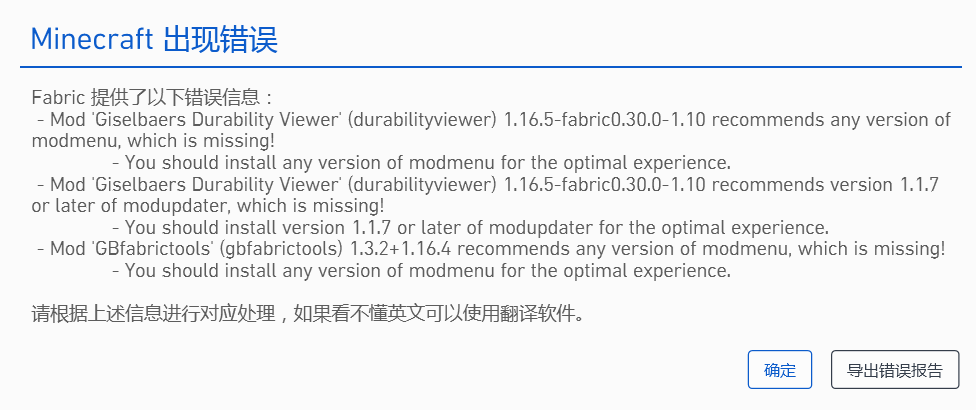 Minecraft 出现错误
Fabric 提供了以下错误信息：
- Mod 'Giselbaers Durability Viewer' (durabilityviewer) 1.16.5-fabric0.30.0-1.10 recommends any version of
modmenu, which is missing!
- You should install any version of modmenu for the optimal experience.
- Mod 'Giselbaers Durability Viewer' (durabilityviewer) 1.16.5-fabric0.30.0-1.10 recommends version 1.1.7
or later of modupdater, which is missing!
- You should install version 1.1.7 or later of modupdater for the optimal experience.
- Mod 'GBfabrictools' (gbfabrictools) 1.3.2+1.16.4 recommends any version of modmenu, which is missing!
- You should install any version of modmenu for the optimal experience.
请根据上述信息进行对应处理，如果看不懂英文可以使用翻译软件。
确定
导出错误报告